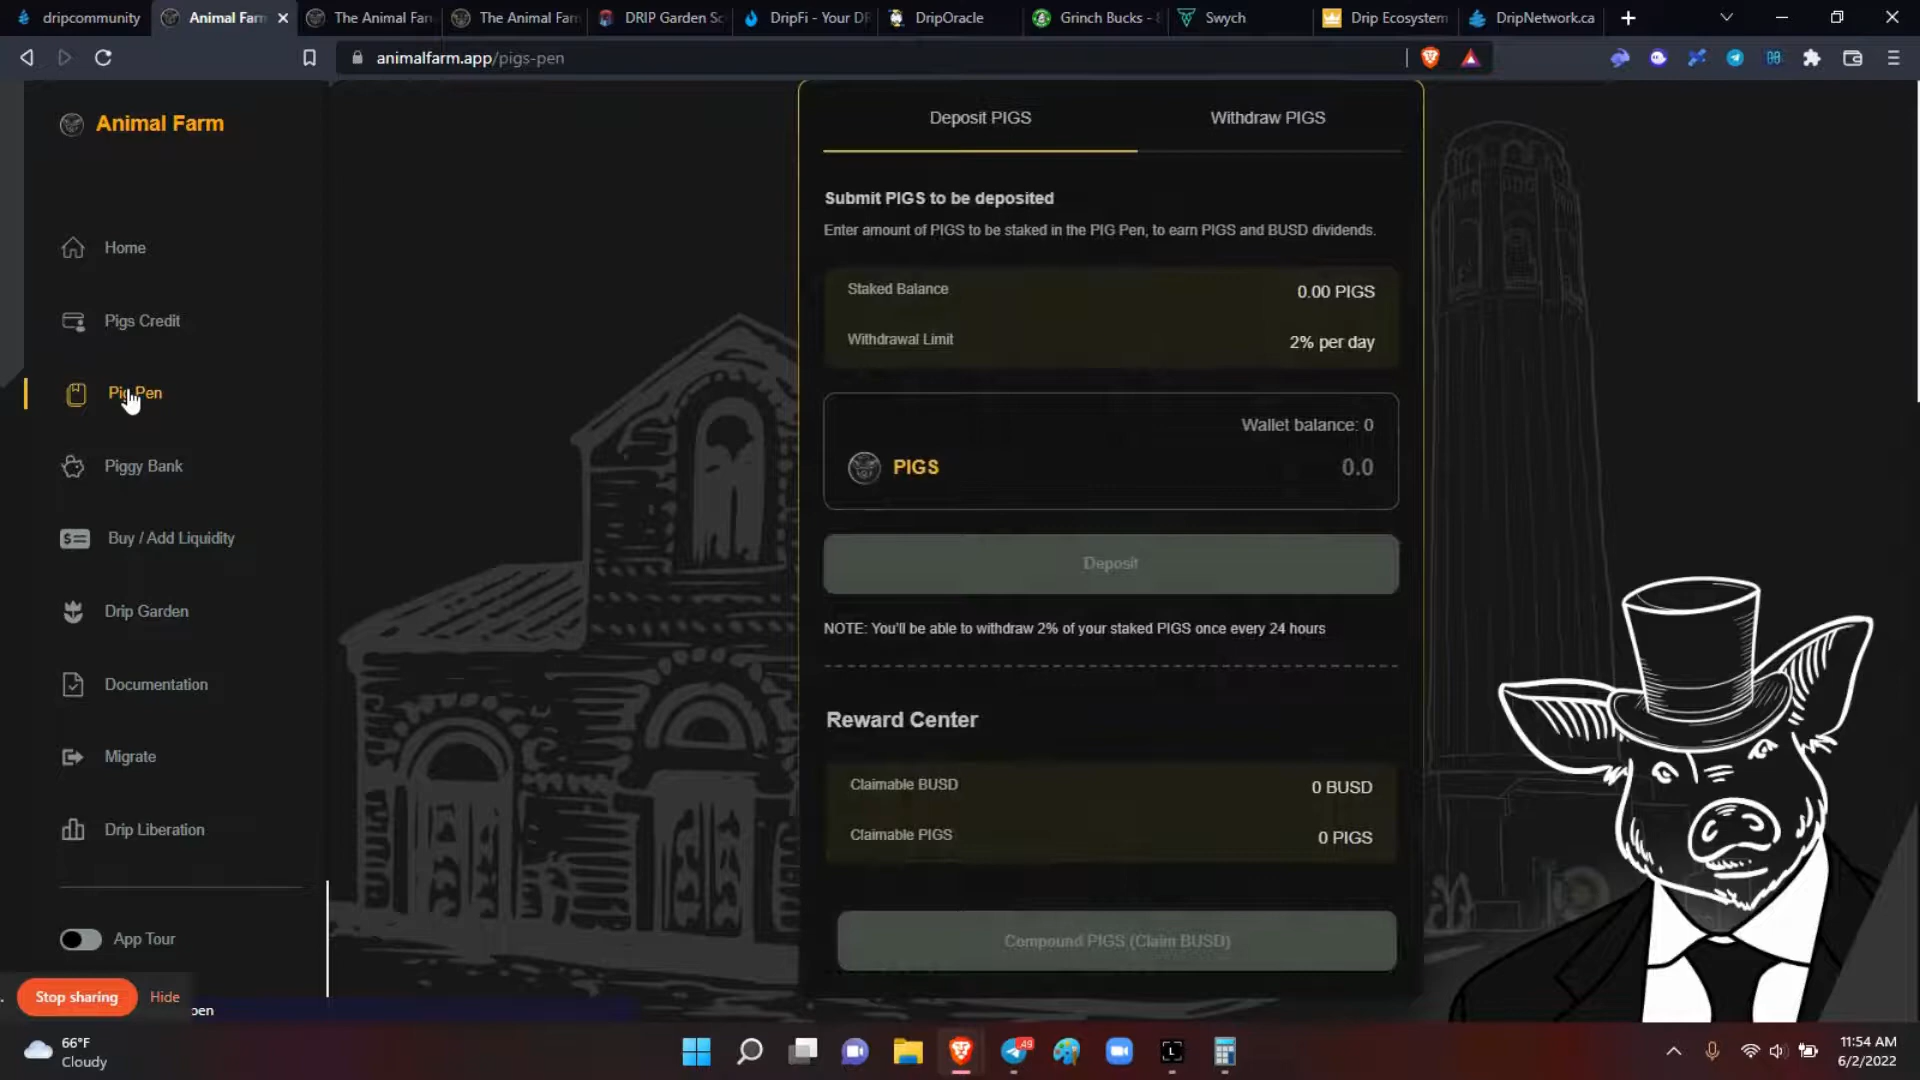 dripcommunity
Animal Farm
The Animal Far
The Animal Farm
DRIP Garden Sc
DripFi - Your DR
DripOracle
Grinch Bucks -
Swych
Drip Ecosystem
DripNetwork.ca
animalfarm.app/pigs-pen
Animal Farm
Home
Pigs Credit
Pig Pen
Piggy Bank
Buy / Add Liquidity
Drip Garden
Documentation
Migrate
Drip Liberation
App Tour
Stop sharing
Hide
pen
Deposit PIGS
Withdraw PIGS
Submit PIGS to be deposited
Enter amount of PIGS to be staked in the PIG Pen, to earn PIGS and BUSD dividends.
Staked Balance
0.00 PIGS
Withdrawal Limit
2% per day
Wallet balance: 0
PIGS
0.0
Deposit
NOTE: You'll be able to withdraw 2% of your staked PIGS once every 24 hours
Reward Center
Claimable BUSD
0 BUSD
Claimable PIGS
0 PIGS
Compound PIGS (Claim BUSD)
66°F
Cloudy
49
L
11:54 AM
6/2/2022